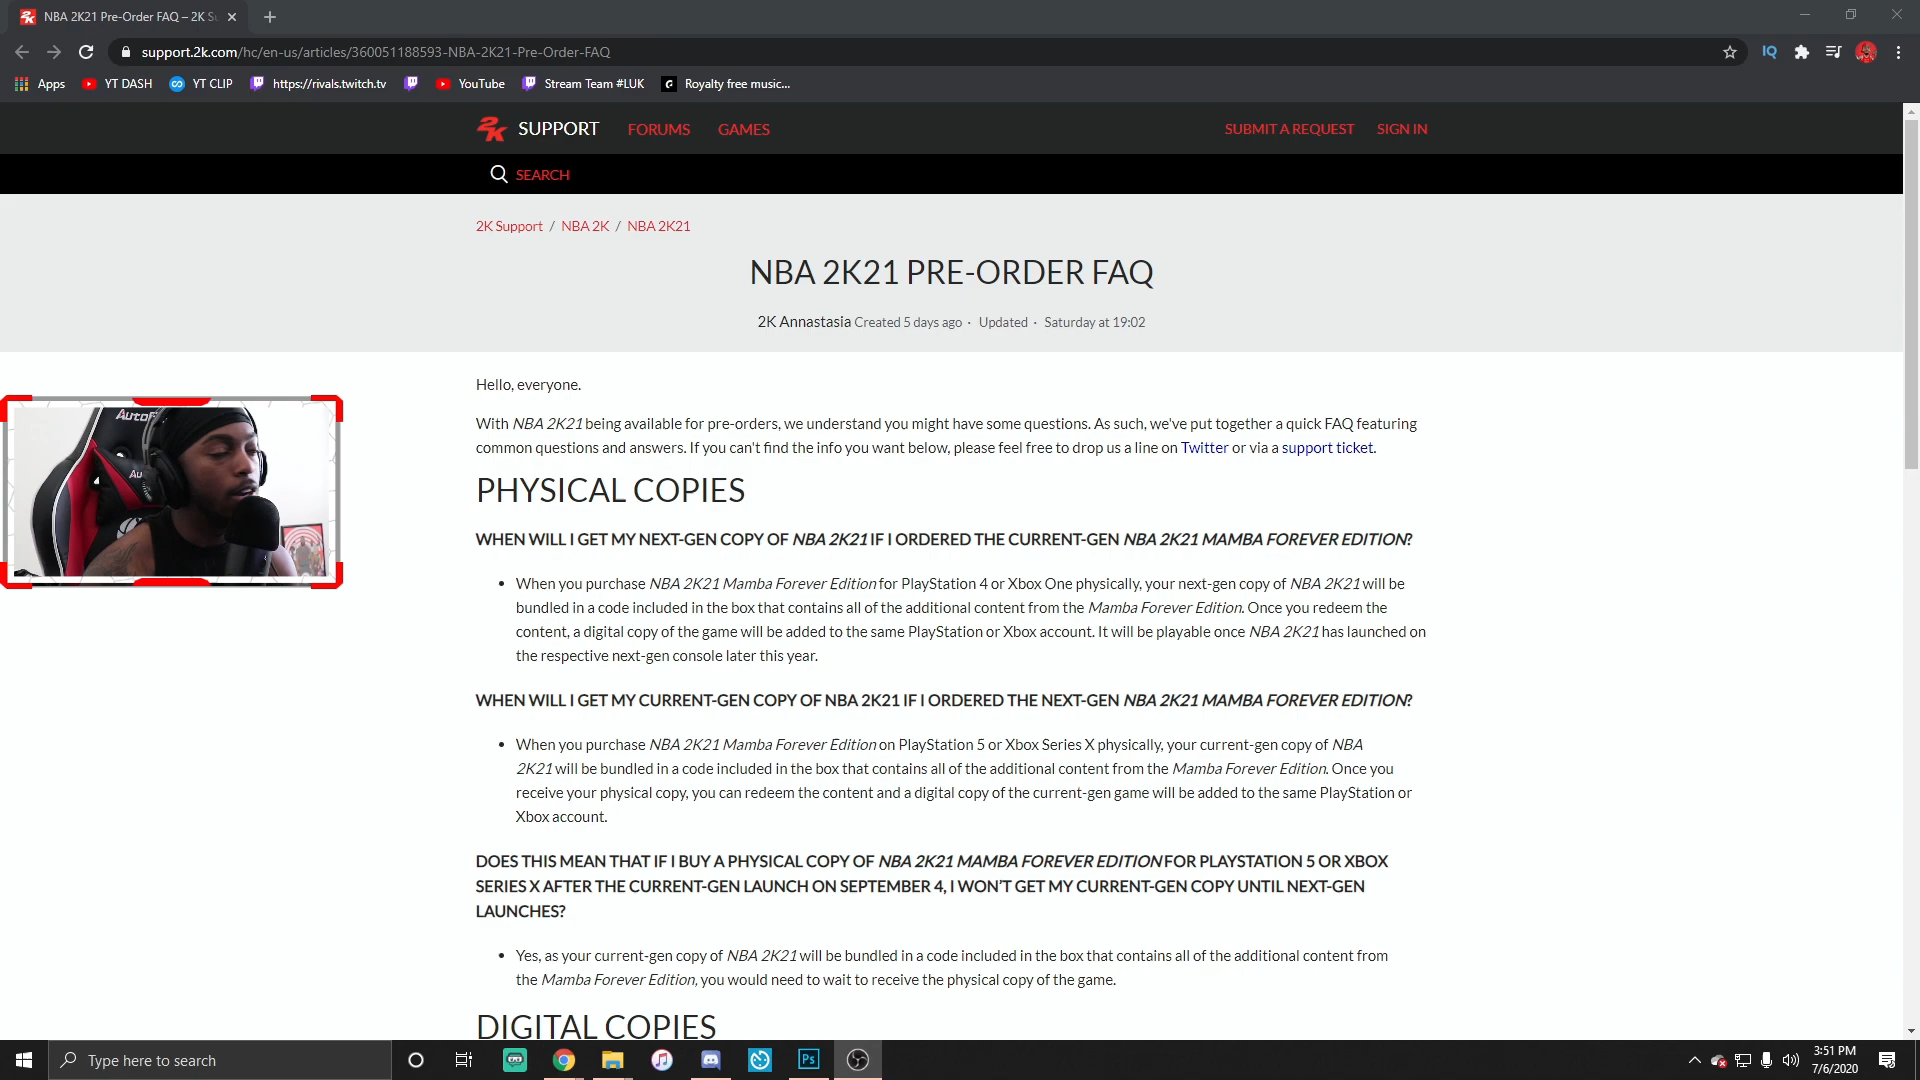 NBA 2K21 Pre-Order FAQ – 2K Su
support.2k.com/hc/en-us/articles/360051188593-NBA-2K21-Pre-Order-FAQ
IQ
Apps YT DASH YT CLIP https://rivals.twitch.tv YouTube Stream Team #LUK Royalty free music...
2K SUPPORT FORUMS GAMES SUBMIT A REQUEST SIGN IN
SEARCH
2K Support / NBA 2K / NBA 2K21
NBA 2K21 PRE-ORDER FAQ
2K Annastasia Created 5 days ago · Updated · Saturday at 19:02
Hello, everyone.
With NBA 2K21 being available for pre-orders, we understand you might have some questions. As such, we've put together a quick FAQ featuring
common questions and answers. If you can't find the info you want below, please feel free to drop us a line on Twitter or via a support ticket.
PHYSICAL COPIES
WHEN WILL I GET MY NEXT-GEN COPY OF NBA 2K21 IF I ORDERED THE CURRENT-GEN NBA 2K21 MAMBA FOREVER EDITION?
• When you purchase NBA 2K21 Mamba Forever Edition for PlayStation 4 or Xbox One physically, your next-gen copy of NBA 2K21 will be
bundled in a code included in the box that contains all of the additional content from the Mamba Forever Edition. Once you redeem the
content, a digital copy of the game will be added to the same PlayStation or Xbox account. It will be playable once NBA 2K21 has launched on
the respective next-gen console later this year.
WHEN WILL I GET MY CURRENT-GEN COPY OF NBA 2K21 IF I ORDERED THE NEXT-GEN NBA 2K21 MAMBA FOREVER EDITION?
• When you purchase NBA 2K21 Mamba Forever Edition on PlayStation 5 or Xbox Series X physically, your current-gen copy of NBA
2K21 will be bundled in a code included in the box that contains all of the additional content from the Mamba Forever Edition. Once you
receive your physical copy, you can redeem the content and a digital copy of the current-gen game will be added to the same PlayStation or
Xbox account.
DOES THIS MEAN THAT IF I BUY A PHYSICAL COPY OF NBA 2K21 MAMBA FOREVER EDITION FOR PLAYSTATION 5 OR XBOX
SERIES X AFTER THE CURRENT-GEN LAUNCH ON SEPTEMBER 4, I WON'T GET MY CURRENT-GEN COPY UNTIL NEXT-GEN
LAUNCHES?
• Yes, as your current-gen copy of NBA 2K21 will be bundled in a code included in the box that contains all of the additional content from
the Mamba Forever Edition, you would need to wait to receive the physical copy of the game.
DIGITAL COPIES
Type here to search
Ps
3:51 PM
7/6/2020